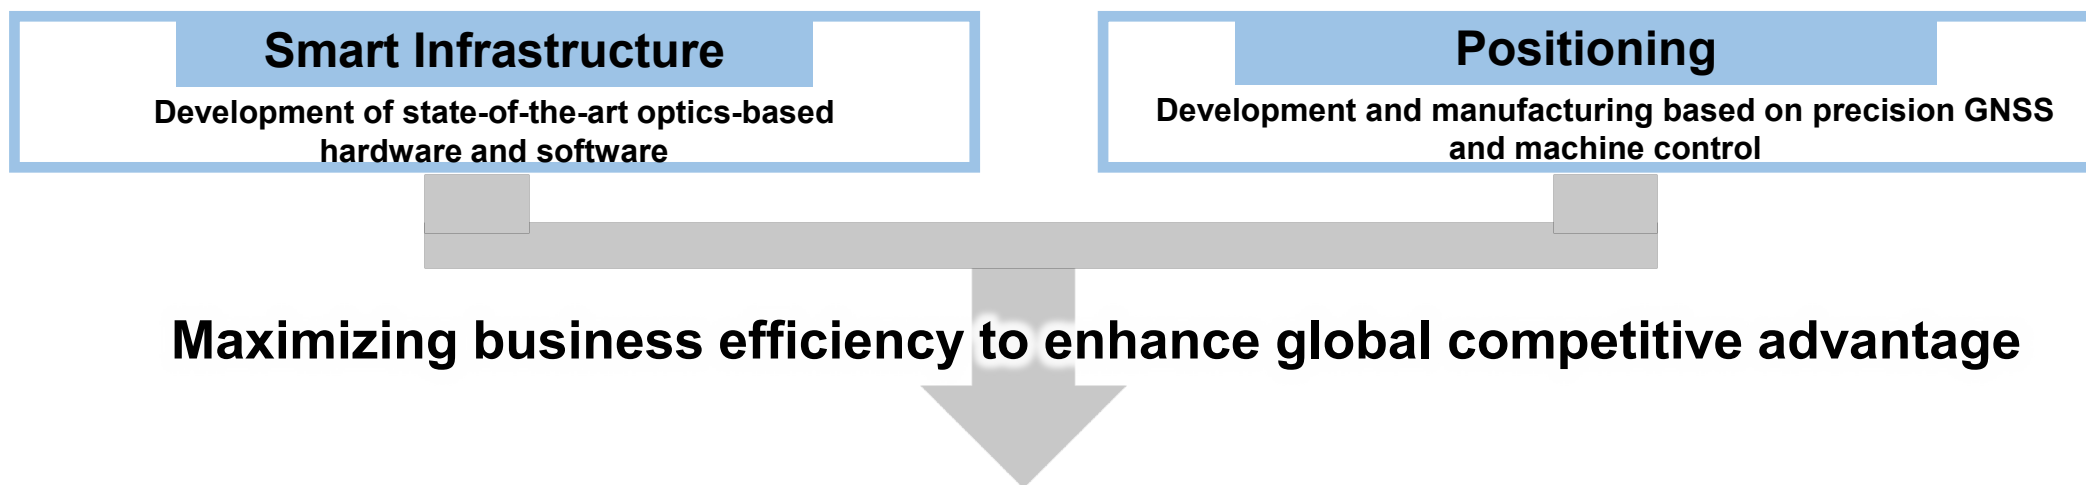 Smart Infrastructure
Development of state-of-the-art optics-based
hardware and software
Positioning
Development and manufacturing based on precision GNSS
and machine control
Maximizing business efficiency to enhance global competitive advantage